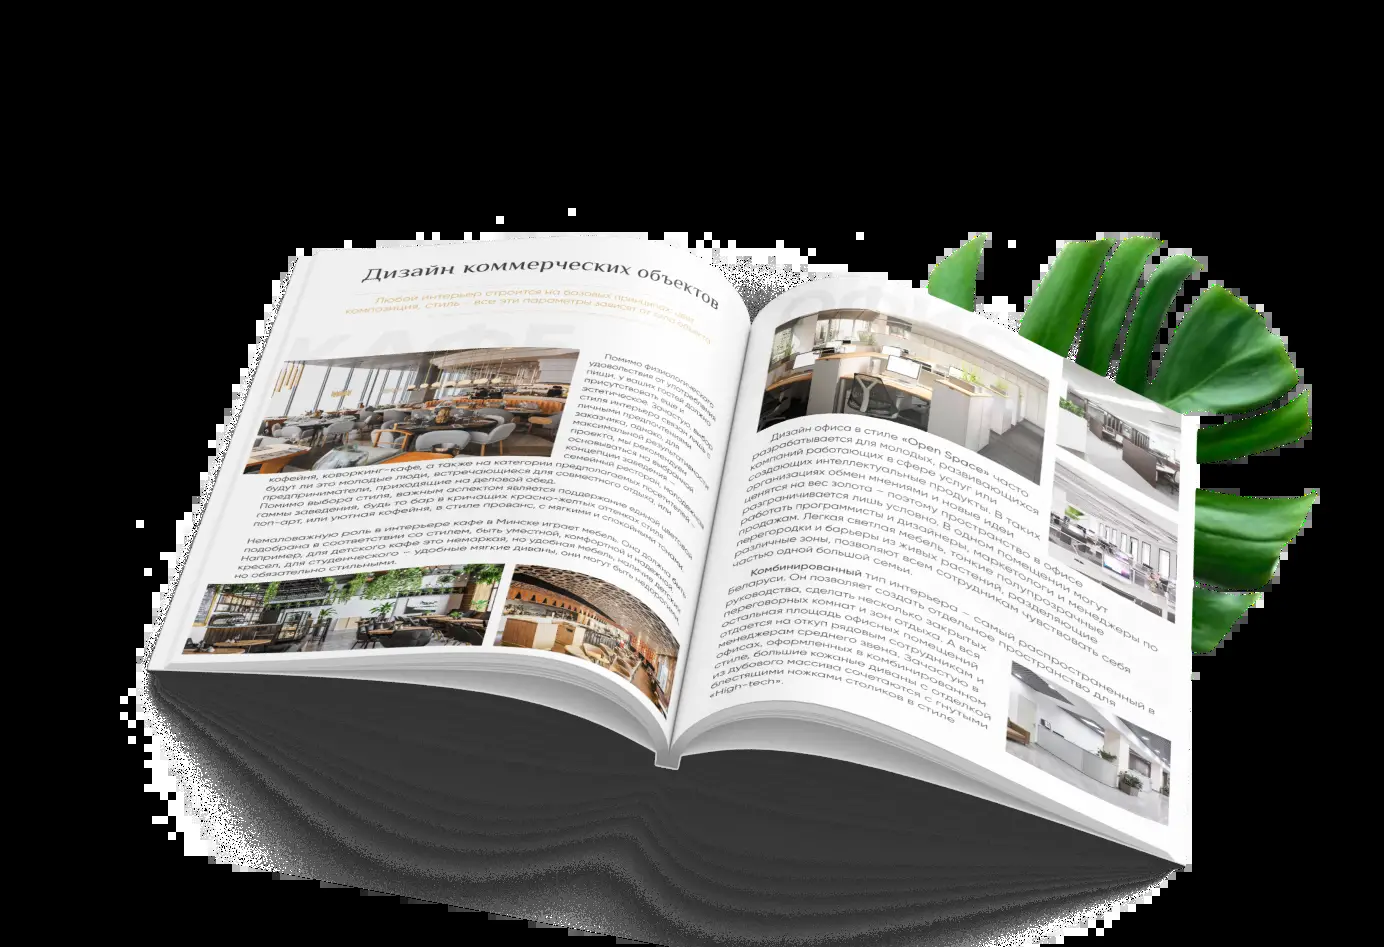 Дизайн коммерческих объектов
Любой интерьер строится на базовых принципах: цвет,
композиция, стиль – все эти параметры зависят от типа объекта.
КАФЕ
Помимо физиологического
удовольствия от употребления
пищи, у ваших гостей должно
присутствовать еще и
эстетическое. Зачастую, выбор
стиля интерьера связан лишь с
личными предпочтениями
заказчика, однако, для
максимальной результативности
проекта, мы рекомендуем
основываться на выбранной
концепции заведения –
семейный ресторан, молодежная
кофейня, коворкинг-кафе, а также на категории предполагаемых посетителей –
будут ли это молодые люди, встречающиеся для совместного отдыха, или
предприниматели, приходящие на деловой обед.
Помимо выбора стиля, важным аспектом является поддержание единой цветовой
гаммы заведения, будь то бар в кричащих красно-желтых оттенках стиля
поп-арт, или уютная кофейня, в стиле прованс, с мягкими и спокойными тонами.
Немаловажную роль в интерьере кафе в Минске играет мебель. Она должна быть
подобрана в соответствии со стилем, быть уместной, комфортной и надежной.
Например, для детского кафе это немаркая, но удобная мебель, наличие детских
кресел, для студенческого – удобные мягкие диваны, они могут быть недорогими,
но обязательно стильными.
Дизайн офиса в стиле «Open Space» часто
разрабатывается для молодых, развивающихся
компаний работающих в сфере услуг или
создающих интеллектуальные продукты. В таких
организациях обмен мнениями и новые идеи
ценятся на вес золота – поэтому пространство
разграничивается лишь условно. В одном помещении могут
работать программисты и дизайнеры, маркетологи и менеджеры по
продажам. Легкая светлая мебель, тонкие полупрозрачные
перегородки и барьеры из живых растений, разделяющие
различные зоны, позволяют всем сотрудникам чувствовать себя
частью одной большой семьи.
Комбинированный тип интерьера – самый распространенный в
Беларуси. Он позволяет создать отдельное пространство для
руководства, сделать несколько закрытых
переговорных комнат и зон отдыха. А вся
остальная площадь офисных помещений
отдается на откуп рядовым сотрудникам и
менеджерам среднего звена. Зачастую в
офисах, оформленных в комбинированном
стиле, большие кожаные диваны с отделкой
из дубового массива сочетаются с гнутыми
блестящими ножками столиков в стиле
«High-tech».